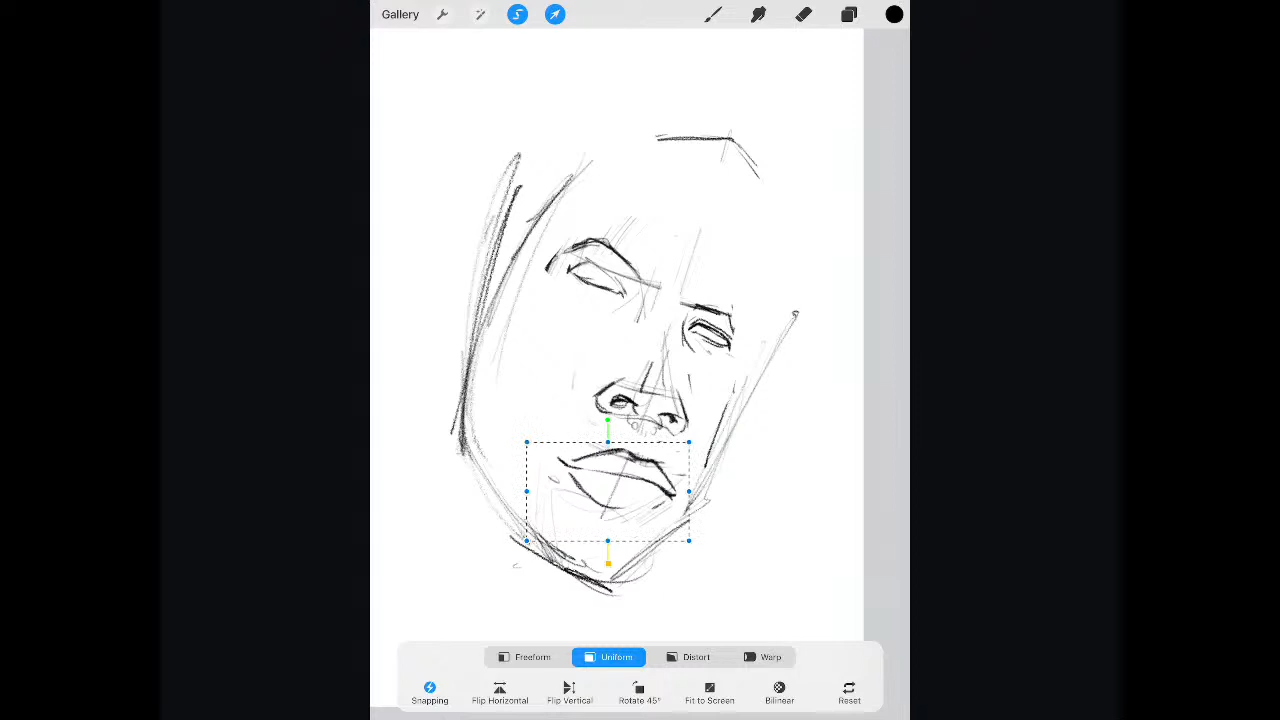 Gallery
Freeform Uniform Distort Warp
Snapping Flip Horizontal Flip Vertical Rotate 45° Fit to Screen Bilinear Reset